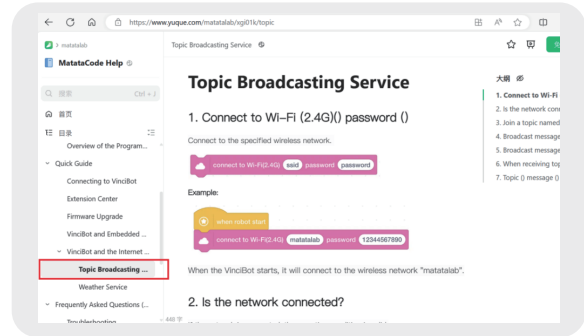 https://www.yuque.com/matatalab/xgi01k/topic
> matatalab
Topic Broadcasting Service
MatataCode Help
搜索
Ctrl + J
首页
目录
Overview of the Program...
Quick Guide
Connecting to VinciBot
Extension Center
Firmware Upgrade
VinciBot and Embedded ...
VinciBot and the Internet ...
Topic Broadcasting ...
Weather Service
Frequently Asked Questions (...
Troubleshooting
448 字
Topic Broadcasting Service
1. Connect to Wi-Fi (2.4G)() password ()
Connect to the specified wireless network.
connect to Wi-Fi(2.4G) ssid password password
Example:
when robot start
connect to Wi-Fi(2.4G) matatalab password 12344567890
When the VinciBot starts, it will connect to the wireless network "matatalab".
2. Is the network connected?
大纲
1. Connect to Wi-Fi
2. Is the network conn
3. Join a topic named
4. Broadcast message
5. Broadcast message
6. When receiving top
7. Topic () message ()